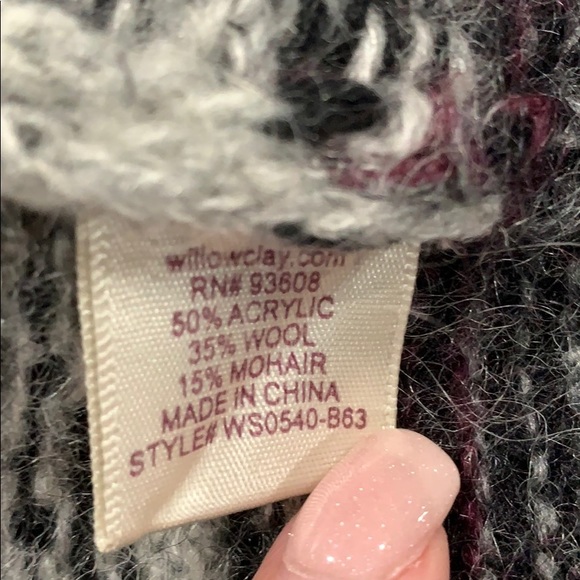 willowclay.com
RN# 93608
50% ACRYLIC
35% WOOL
15% MOHAIR
MADE IN CHINA
STYLE# WS0540-B63